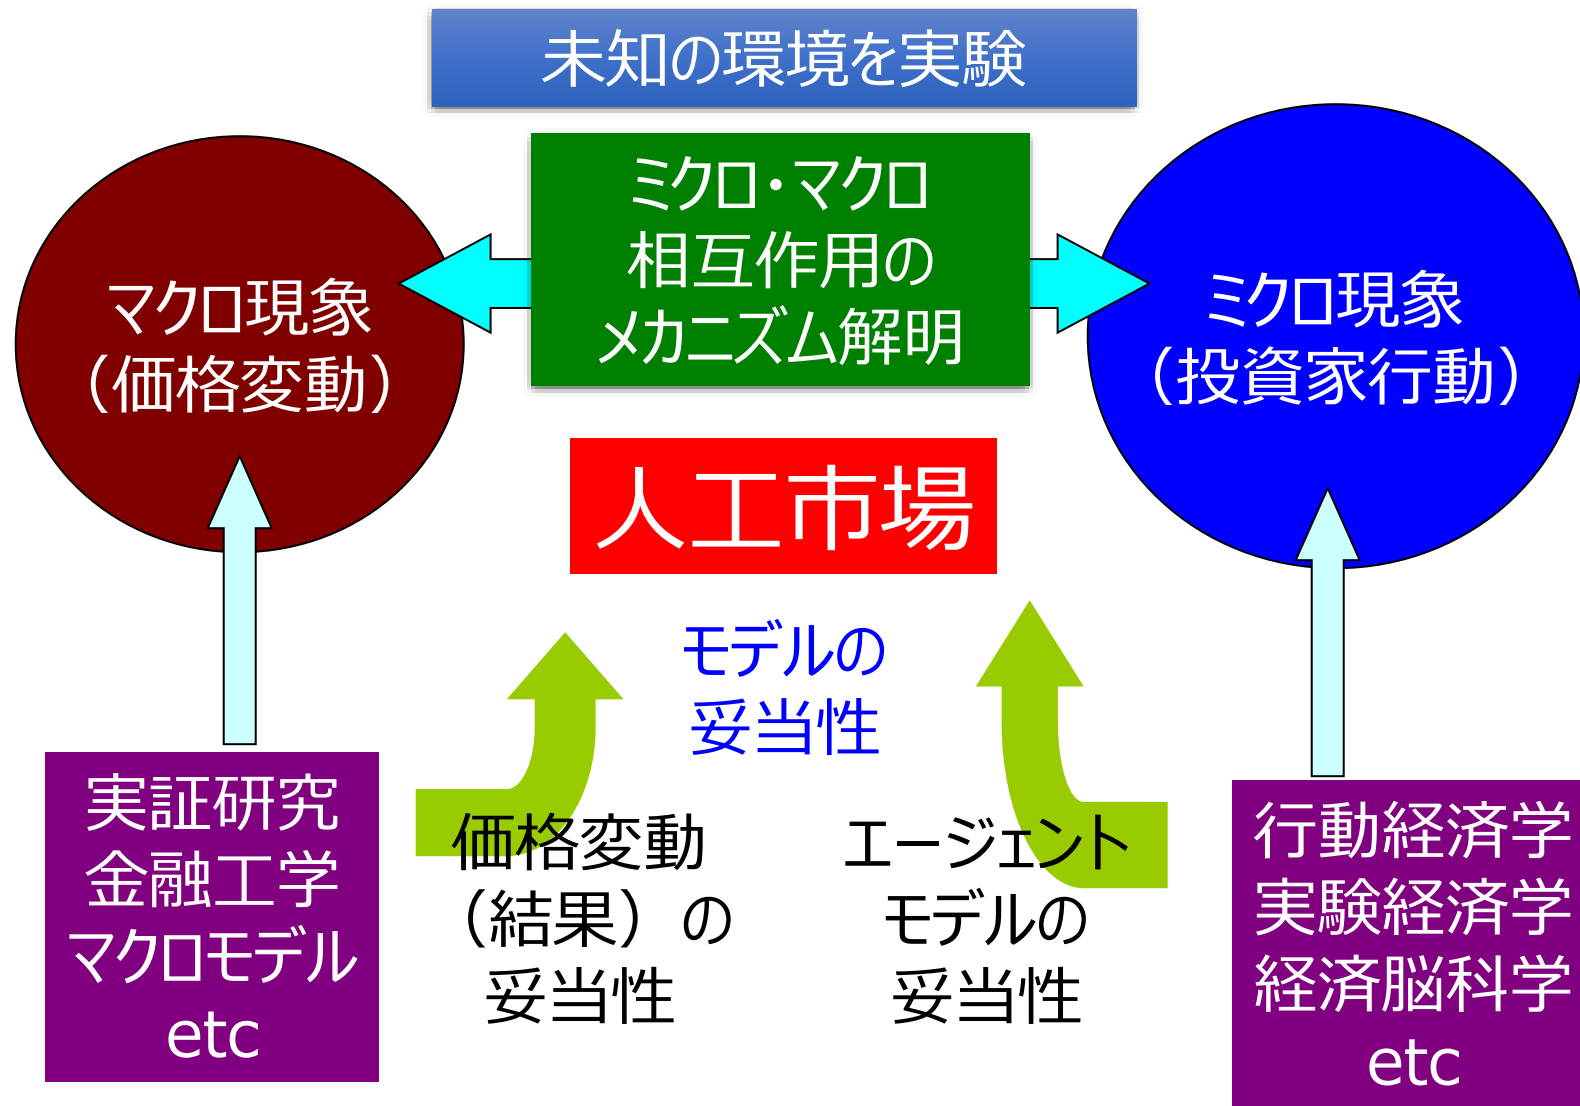 未知の環境を実験
ミクロ・マクロ
相互作用の
メカニズム解明
マクロ現象
（価格変動）
ミクロ現象
（投資家行動）
人工市場
モデルの
妥当性
実証研究
金融工学
マクロモデル
etc
価格変動
（結果）の
妥当性
エージェント
モデルの
妥当性
行動経済学
実験経済学
経済脳科学
etc